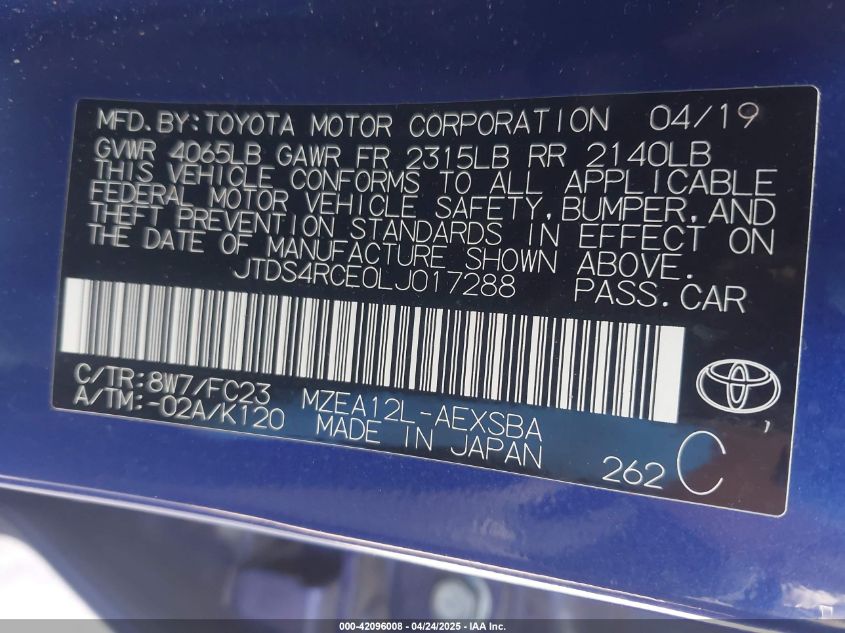 MFD.BY:TOYOTA MOTOR CORPORATION 04/19
GVWR 4065LB GAWR FR 2315LB RR 2140LB
THIS VEHICLE CONFORMS TO ALL APPLICABLE
FEDERAL MOTOR VEHICLE SAFETY,BUMPER,AND
THEFT PREVENTION STANDARDS IN EFFECT ON
THE DATE OF MANUFACTURE SHOWN ABOVE.
JTDS4RCE0LJ017288 PASS.CAR
C/TR:8W7/FC23
A/TM:-02A/K120 MZEA12L-AEXSBA
MADE IN JAPAN
262 C
000-42096008 - 04/24/2025 - IAA Inc.